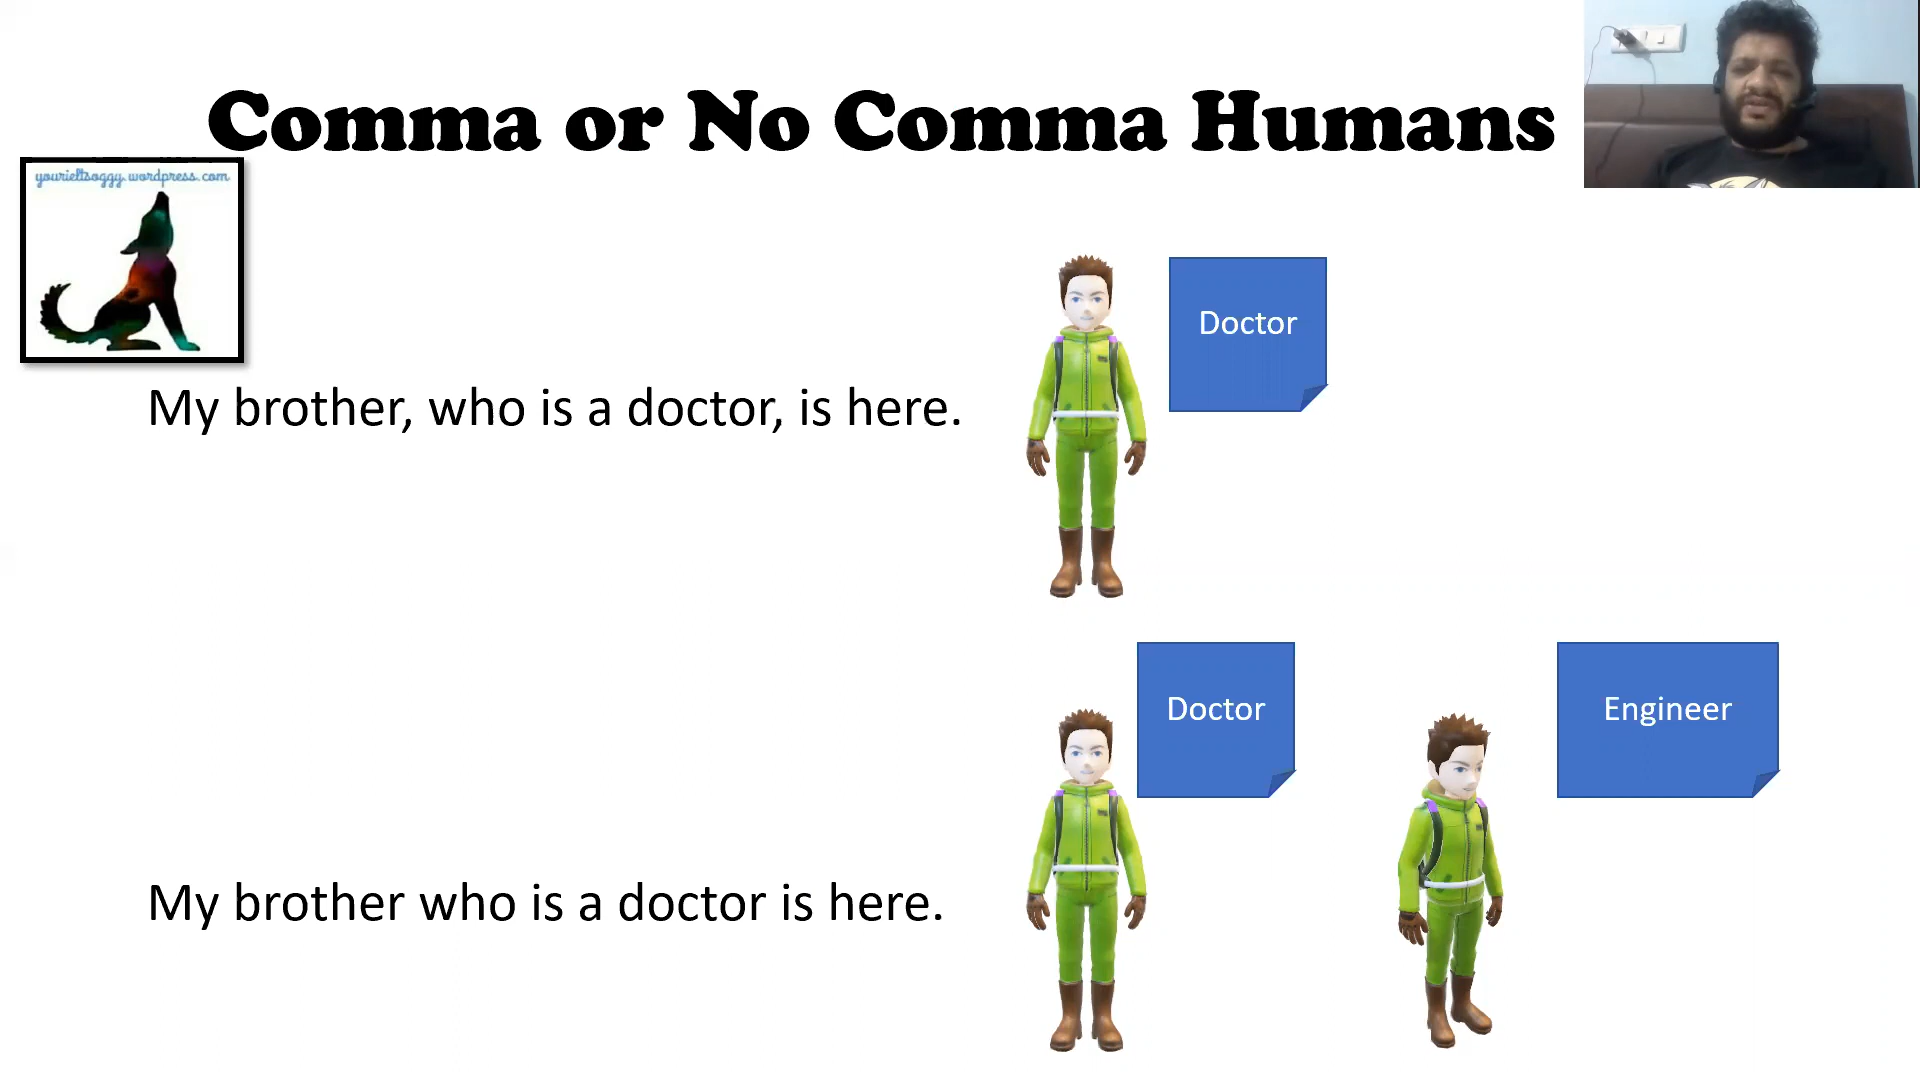 Comma or No Comma Humans
yourieltsoggy.wordpress.com
Doctor
My brother, who is a doctor, is here.
Doctor
Engineer
My brother who is a doctor is here.